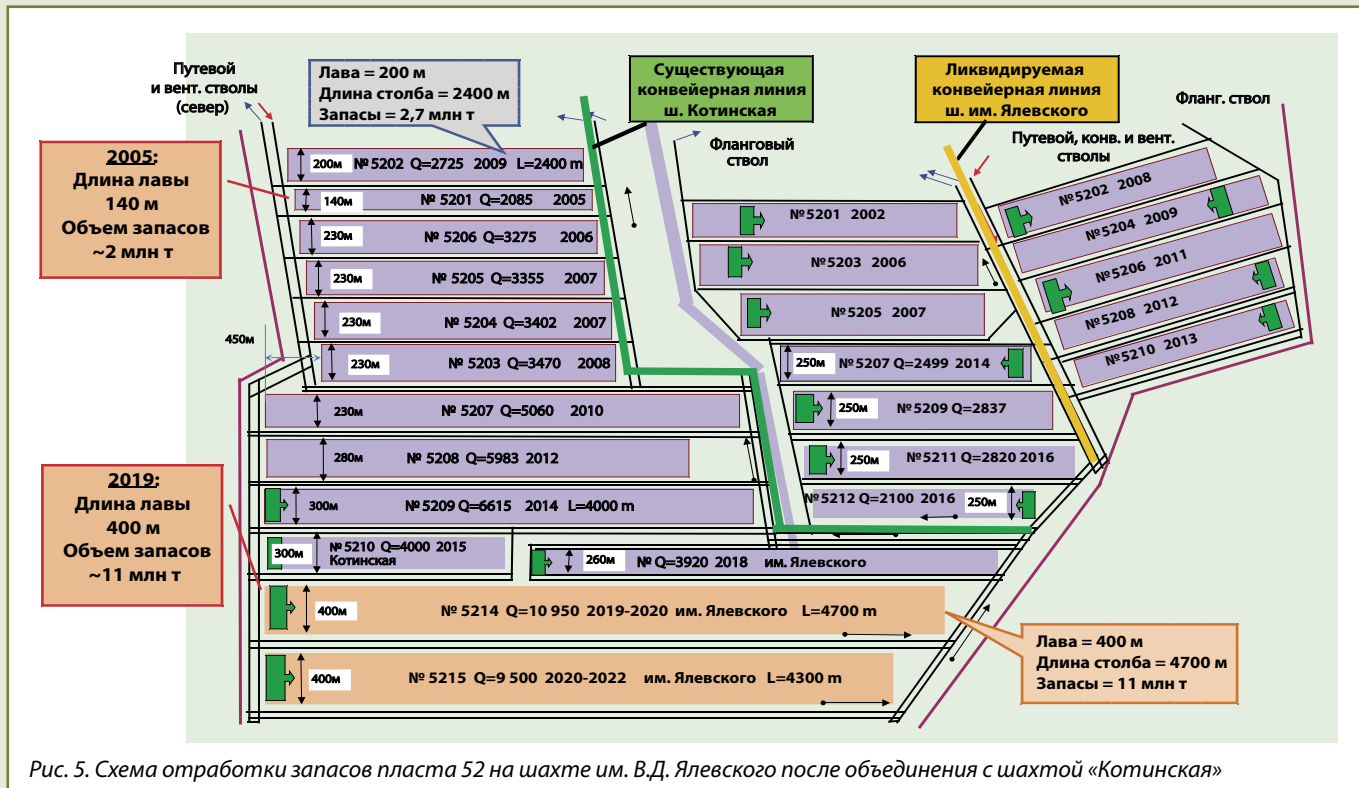 Путевой
и вент. стволы
(север)
Лава = 200 м
Длина столба = 2400 м
Запасы = 2,7 млн т
Существующая
конвейерная линия
ш. Котинская
Ликвидируемая
конвейерная линия
ш. им. Ялевского
Фланг. ствол
Фланговый
ствол
Путевой, конв. и вент.
стволы
2005:
Длина лавы
140 м
Объем запасов
~2 млн т
200м № 5202 Q=2725 2009 L=2400 m
140м № 5201 Q=2085 2005
230м № 5206 Q=3275 2006
230м № 5205 Q=3355 2007
230м № 5204 Q=3402 2007
450м
230м № 5203 Q=3470 2008
230м № 5207 Q=5060 2010
280м № 5208 Q=5983 2012
300м № 5209 Q=6615 2014 L=4000 m
300м № 5210 Q=4000 2015
Котинская
№5201 2002
№5203 2006
№5205 2007
250м №5207 Q=2499 2014
250м №5209 Q=2837
250м №5211 Q=2820 2016
№5212 Q=2100 2016 250м
260м № Q=3920 2018 им. Ялевского
№5202 2008
№5204 2009
№5206 2011
№5208 2012
№5210 2013
2019:
Длина лавы
400 м
Объем запасов
~11 млн т
400м № 5214 Q=10 950 2019-2020 им. Ялевского L=4700 m
400м № 5215 Q=9 500 2020-2022 им. Ялевского L=4300 m
Лава = 400 м
Длина столба = 4700 м
Запасы = 11 млн т
Рис. 5. Схема отработки запасов пласта 52 на шахте им. В.Д. Ялевского после объединения с шахтой «Котинская»